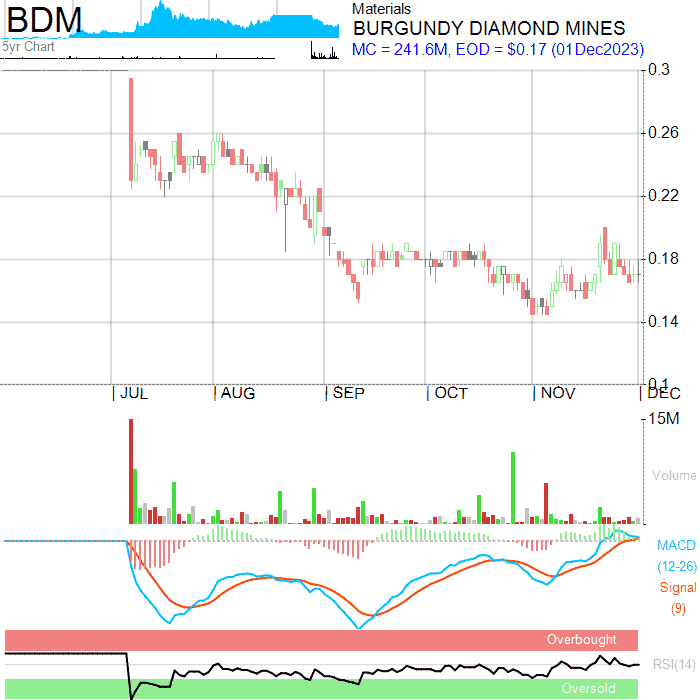 BDM
5yr Chart
Materials
BURGUNDY DIAMOND MINES
MC = 241.6M, EOD = $0.17 (01Dec2023)
0.3
0.26
0.22
0.18
0.14
0.1
JUL AUG SEP OCT NOV DEC
15M
Volume
MACD
(12-26)
Signal
(9)
Overbought
RSI(14)
Oversold